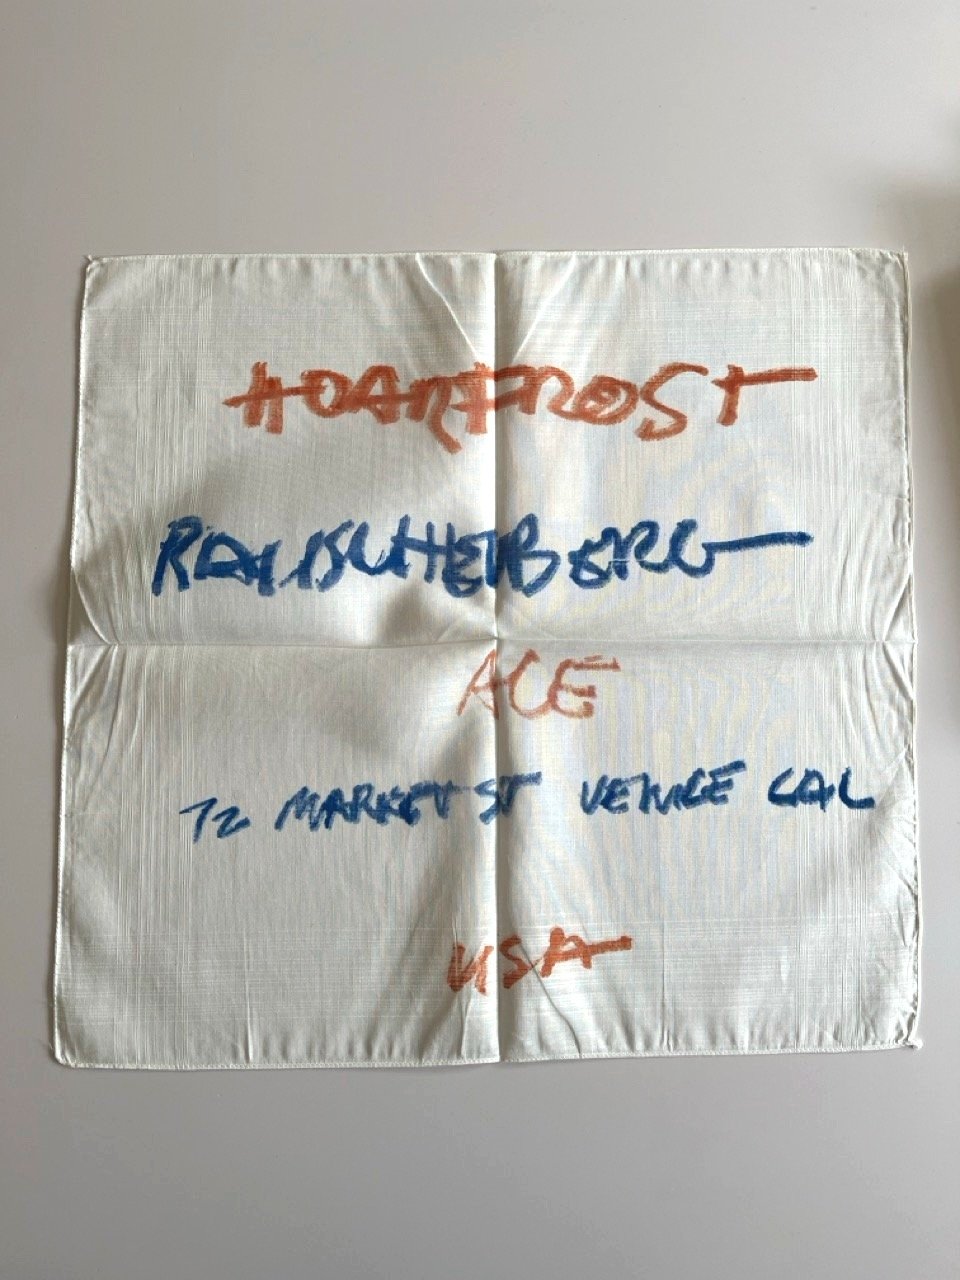 HOARFROST
RAUSCHENBERG
ACE
72 MARKET ST VENICE CAL
USA